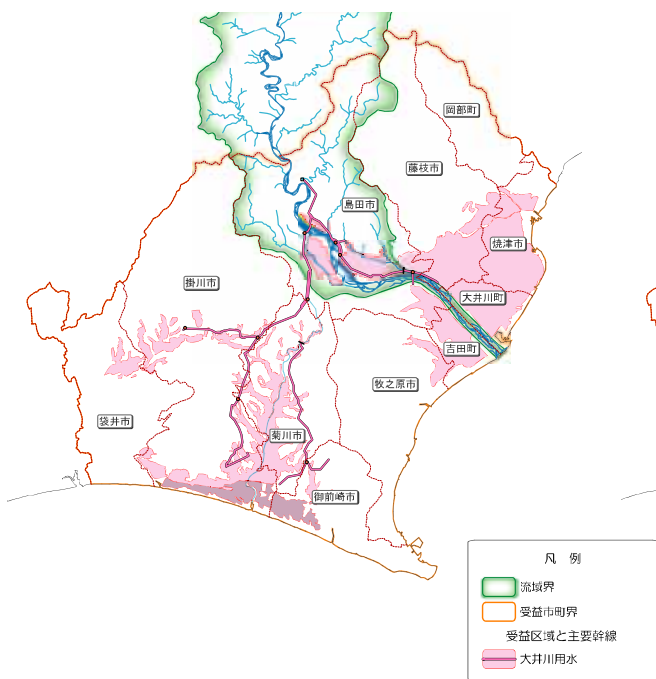 岡部町
藤枝市
島田市
焼津市
掛川市
大井川町
吉田町
牧之原市
袋井市
菊川市
御前崎市
凡 例
流域界
受益市町界
受益区域と主要幹線
大井川用水